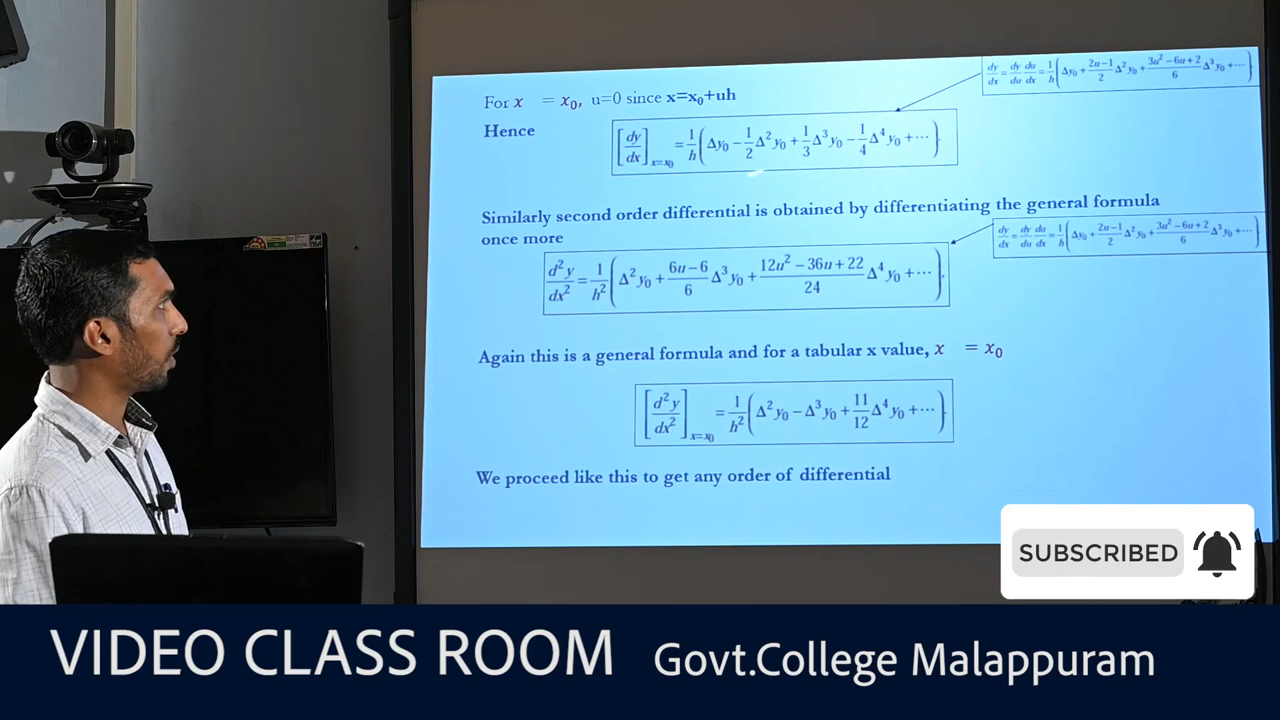 dy/dx = dy/du du/dx = 1/h (Δy₀ + (2u−1)/2 Δ²y₀ + (3u²−6u+2)/6 Δ³y₀ + ⋯)
For x = x₀, u=0 since x=x₀+uh
Hence
[dy/dx]ₓ₌ₓ₀ = 1/h (Δy₀ − 1/2 Δ²y₀ + 1/3 Δ³y₀ − 1/4 Δ⁴y₀ + ⋯)
Similarly second order differential is obtained by differentiating the general formula
once more
dy/dx = dy/du du/dx = 1/h (Δy₀ + (2u−1)/2 Δ²y₀ + (3u²−6u+2)/6 Δ³y₀ + ⋯)
d²y/dx² = 1/h² (Δ²y₀ + (6u−6)/6 Δ³y₀ + (12u²−36u+22)/24 Δ⁴y₀ + ⋯)
Again this is a general formula and for a tabular x value, x = x₀
[d²y/dx²]ₓ₌ₓ₀ = 1/h² (Δ²y₀ − Δ³y₀ + 11/12 Δ⁴y₀ + ⋯)
We proceed like this to get any order of differential
SUBSCRIBED
VIDEO CLASS ROOM Govt.College Malappuram